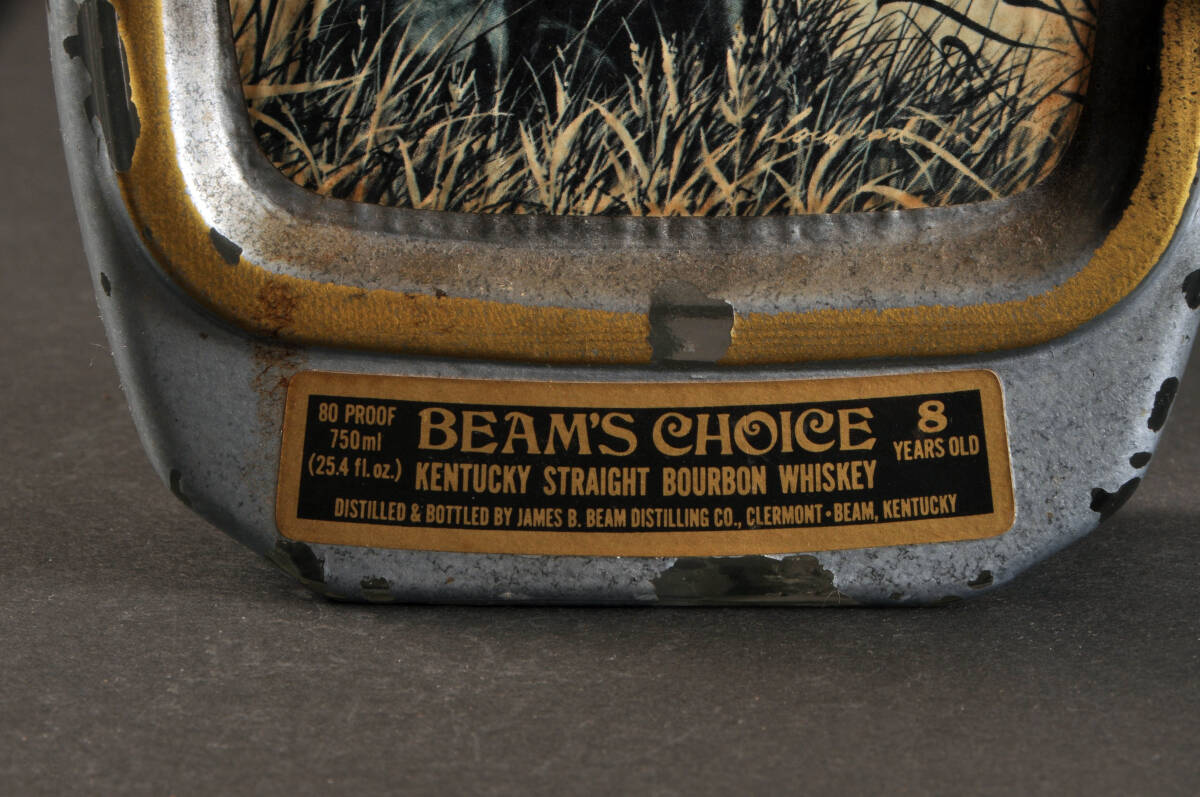 Lockhart
80 PROOF
750ml
(25.4 fl. oz.)
BEAM'S CHOICE
8
YEARS OLD
KENTUCKY STRAIGHT BOURBON WHISKEY
DISTILLED & BOTTLED BY JAMES B. BEAM DISTILLING CO., CLERMONT • BEAM, KENTUCKY